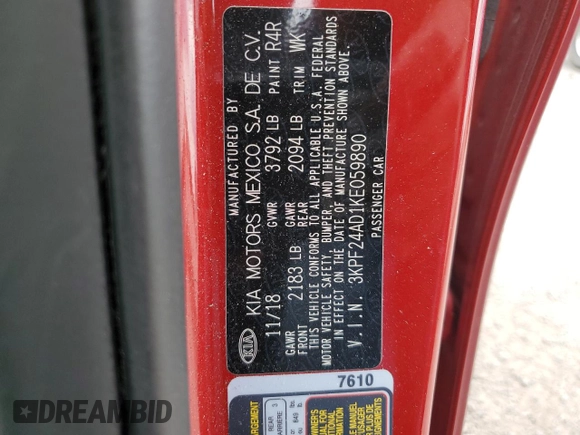 MANUFACTURED BY
KIA KIA MOTORS MEXICO S.A. DE C.V.
11/18 GVWR 3792 LB PAINT R4R
GAWR FRONT 2183 LB GAWR REAR 2094 LB TRIM WK
THIS VEHICLE CONFORMS TO ALL APPLICABLE U.S.A. FEDERAL
MOTOR VEHICLE SAFETY, BUMPER, AND THEFT PREVENTION STANDARDS
IN EFFECT ON THE DATE OF MANUFACTURE SHOWN ABOVE.
V.I.N. 3KPF24AD1KE059890
PASSENGER CAR
7610
REAR 3
DREAMBID